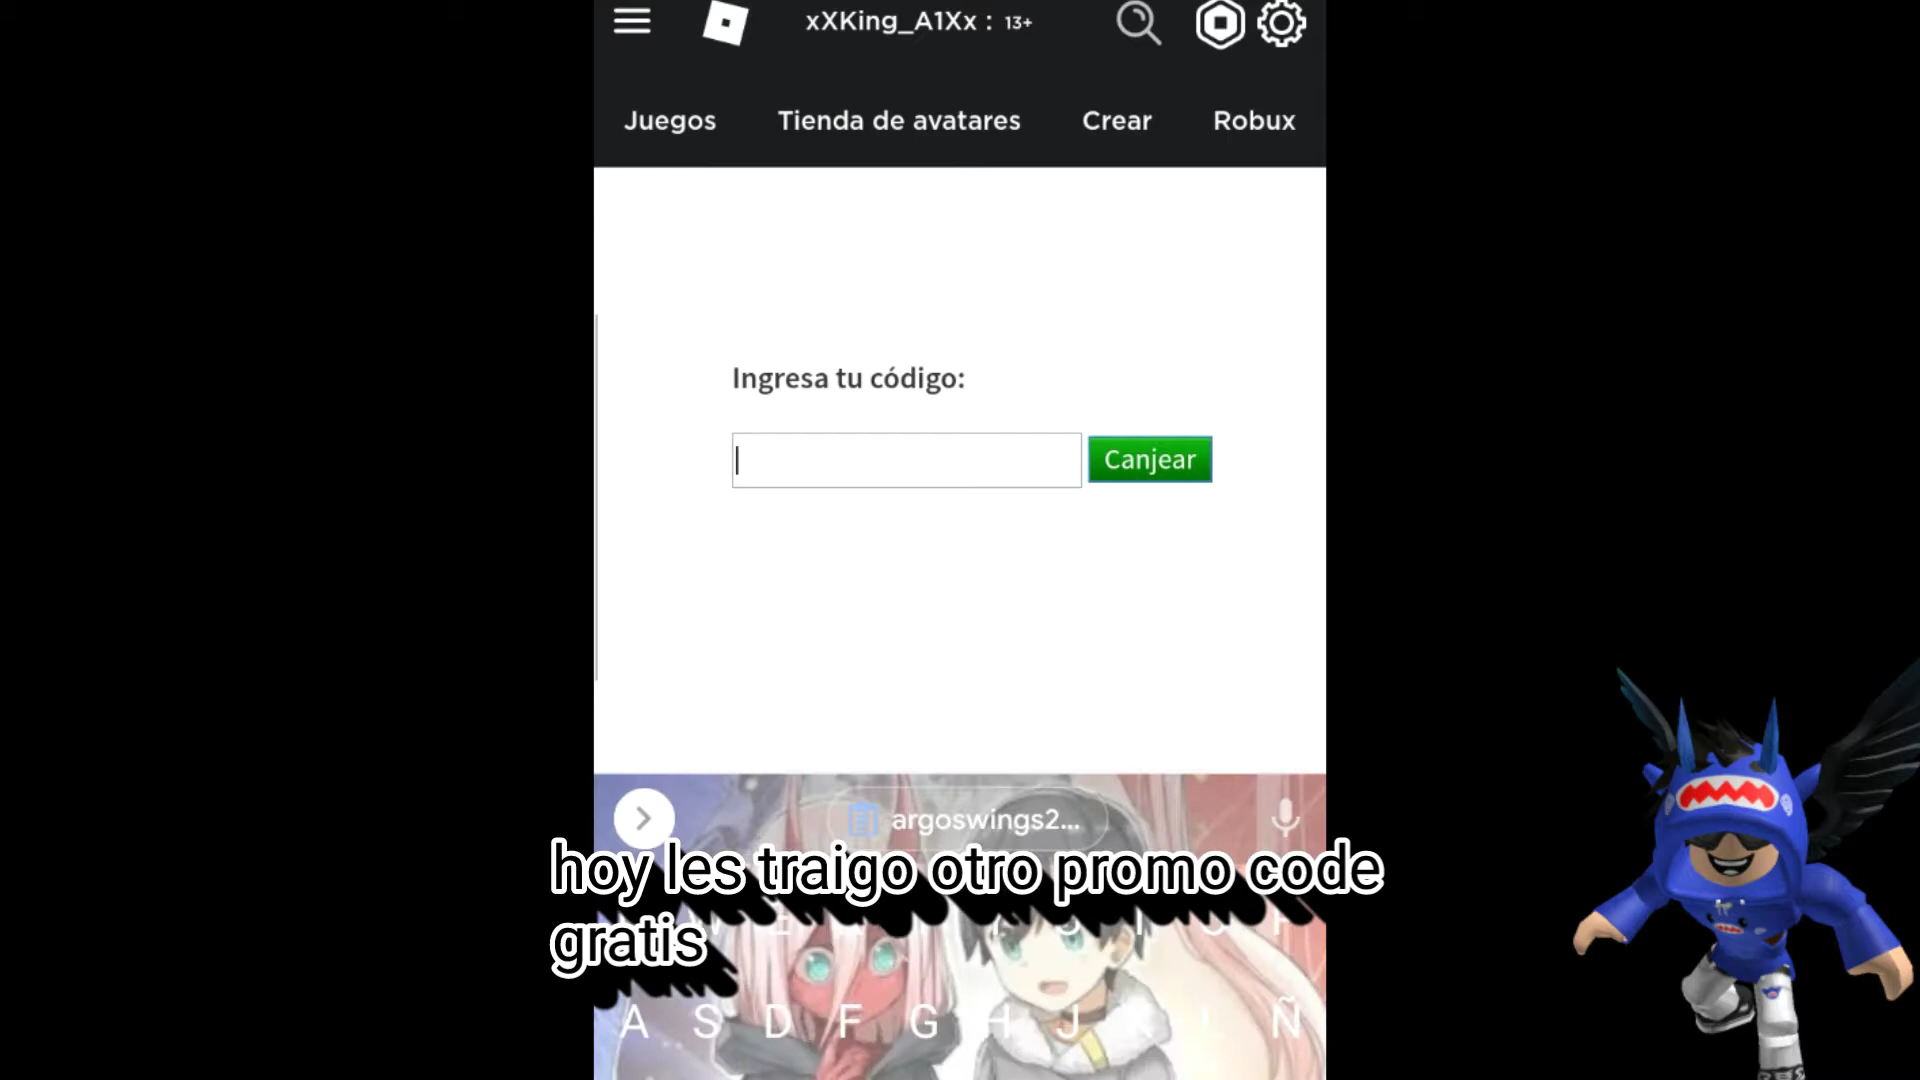 xXKing_A1Xx : 13+
Juegos Tienda de avatares Crear Robux
Ingresa tu código:
Canjear
argoswings2...
hoy les traigo otro promo code
gratis
A S D F G H J Ñ